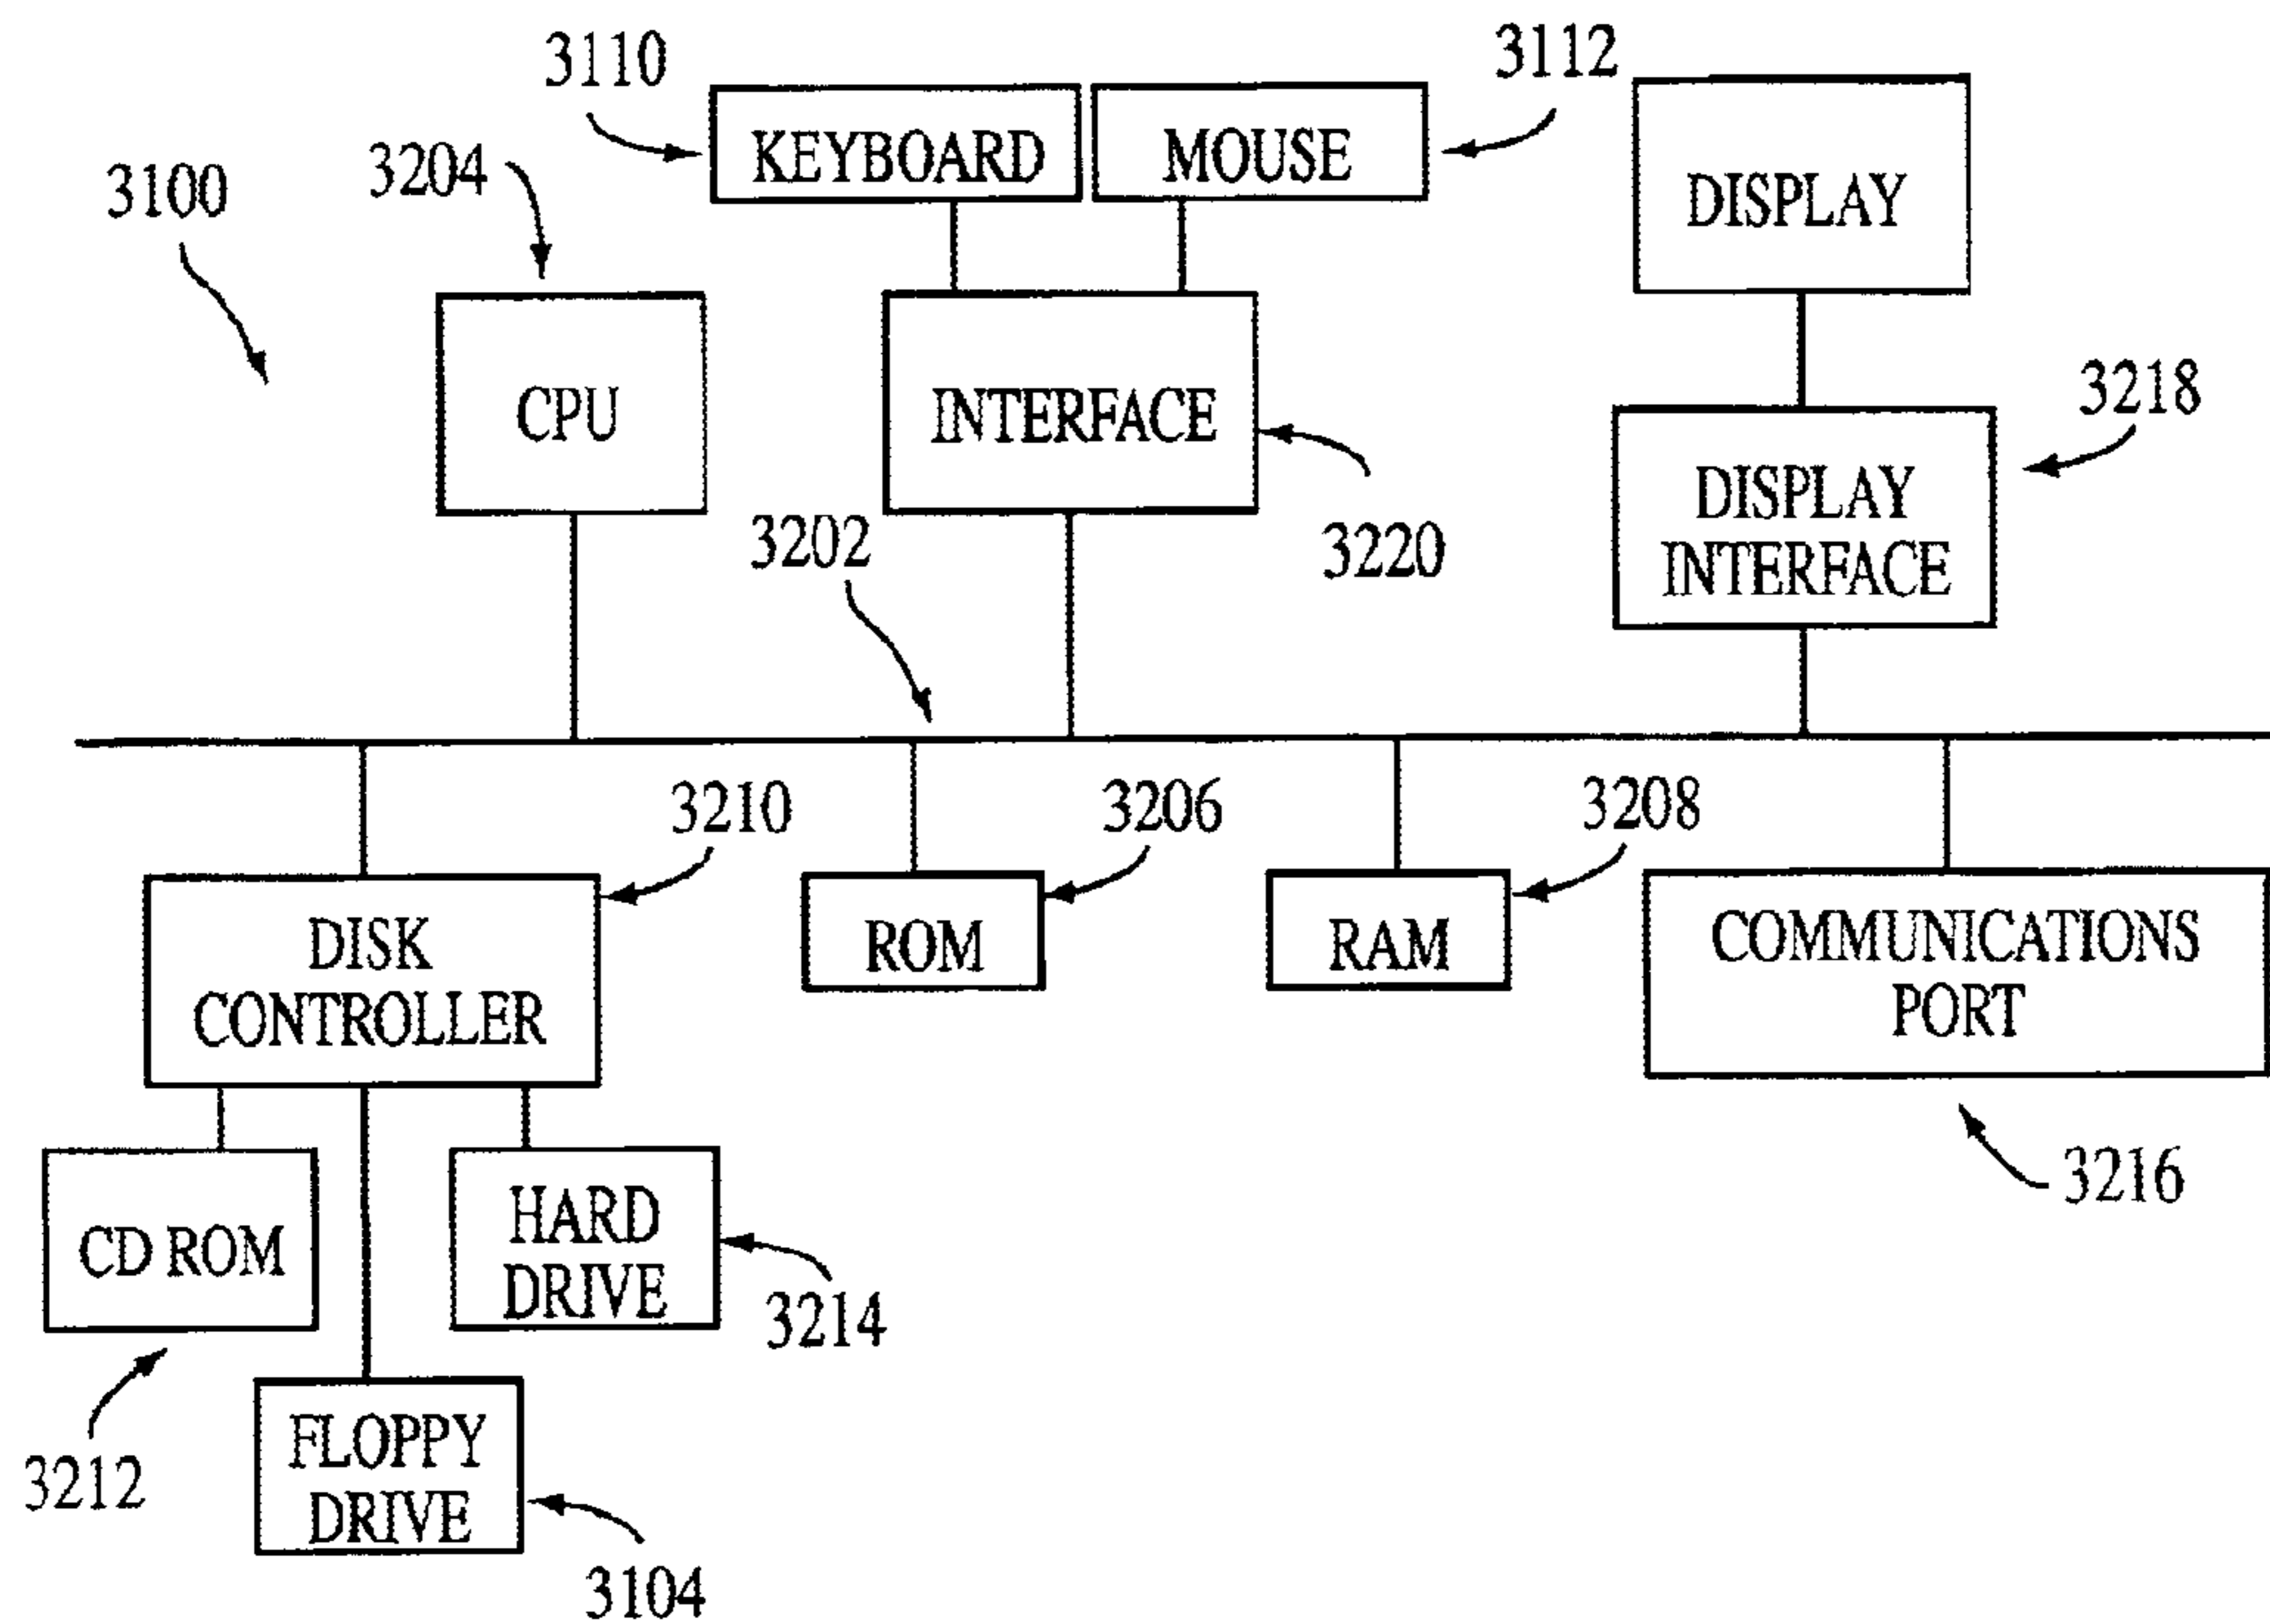 3110
3112
KEYBOARD
MOUSE
3204
3100
DISPLAY
CPU
INTERFACE
3218
DISPLAY
INTERFACE
3202
3220
3210
3206
3208
DISK
CONTROLLER
ROM
RAM
COMMUNICATIONS
PORT
CD ROM
HARD
DRIVE
3214
3216
3212
FLOPPY
DRIVE
3104